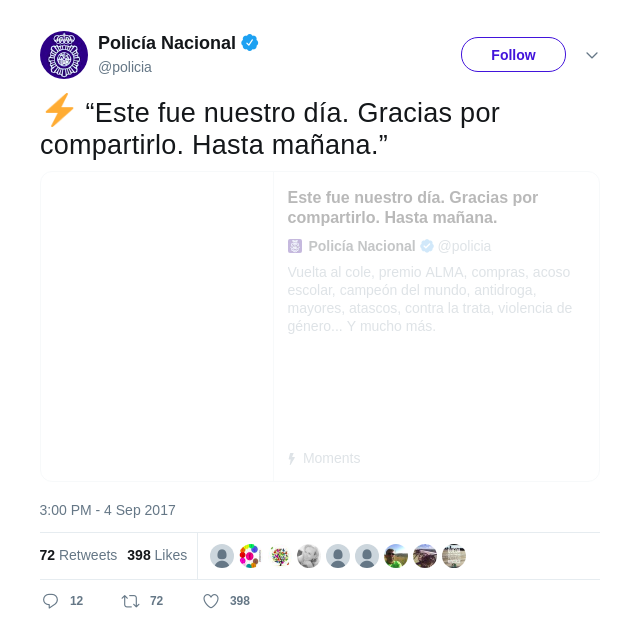 Policía Nacional
@policia
Follow
⚡ “Este fue nuestro día. Gracias por
compartirlo. Hasta mañana.”
Este fue nuestro día. Gracias por
compartirlo. Hasta mañana.
Policía Nacional @policia
Vuelta al cole, premio ALMA, compras, acoso
escolar, campeón del mundo, antidroga,
mayores, atascos, contra la trata, violencia de
género... Y mucho más.
Moments
3:00 PM - 4 Sep 2017
72 Retweets 398 Likes
12 72 398